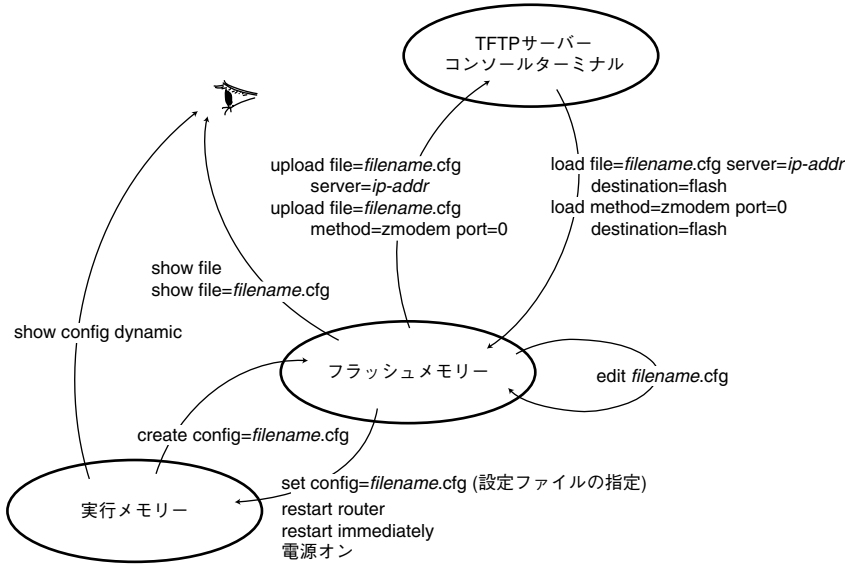 TFTPサーバー
コンソールターミナル
upload file=filename.cfg
server=ip-addr
upload file=filename.cfg
method=zmodem port=0
load file=filename.cfg server=ip-addr
destination=flash
load method=zmodem port=0
destination=flash
show file
show file=filename.cfg
show config dynamic
フラッシュメモリー
edit filename.cfg
create config=filename.cfg
set config=filename.cfg (設定ファイルの指定)
restart router
restart immediately
電源オン
実行メモリー